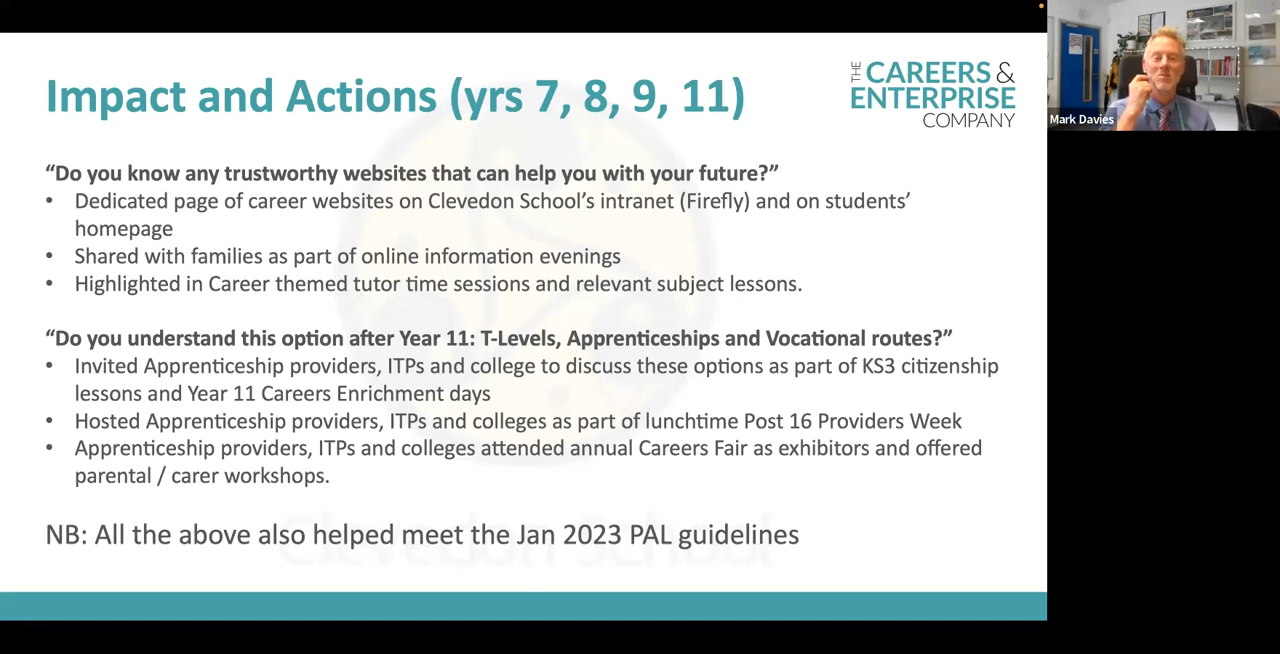 Impact and Actions (yrs 7, 8, 9, 11)
THE CAREERS &
ENTERPRISE
COMPANY
Mark Davies
“Do you know any trustworthy websites that can help you with your future?”
• Dedicated page of career websites on Clevedon School’s intranet (Firefly) and on students’
homepage
• Shared with families as part of online information evenings
• Highlighted in Career themed tutor time sessions and relevant subject lessons.
“Do you understand this option after Year 11: T-Levels, Apprenticeships and Vocational routes?”
• Invited Apprenticeship providers, ITPs and college to discuss these options as part of KS3 citizenship
lessons and Year 11 Careers Enrichment days
• Hosted Apprenticeship providers, ITPs and colleges as part of lunchtime Post 16 Providers Week
• Apprenticeship providers, ITPs and colleges attended annual Careers Fair as exhibitors and offered
parental / carer workshops.
NB: All the above also helped meet the Jan 2023 PAL guidelines
Clevedon School